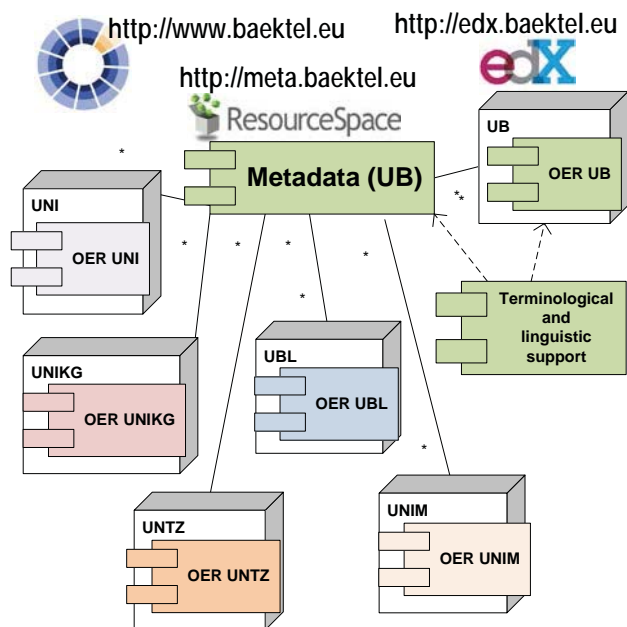 http://www.baektel.eu
http://edx.baektel.eu
edX
http://meta.baektel.eu
ResourceSpace
UB
OER UB
Metadata (UB)
*
**
UNI
OER UNI
*
*
*
*
Terminological
and
linguistic
support
*
UNIKG
OER UNIKG
UBL
OER UBL
*
UNTZ
OER UNTZ
UNIM
OER UNIM